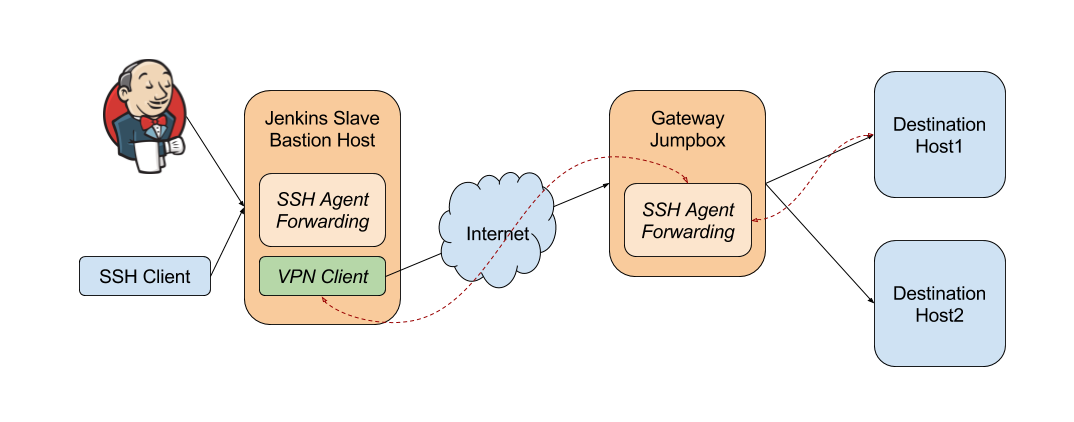 Jenkins Slave
Bastion Host
SSH Agent
Forwarding
VPN Client
SSH Client
Internet
Gateway
Jumpbox
SSH Agent
Forwarding
Destination
Host1
Destination
Host2